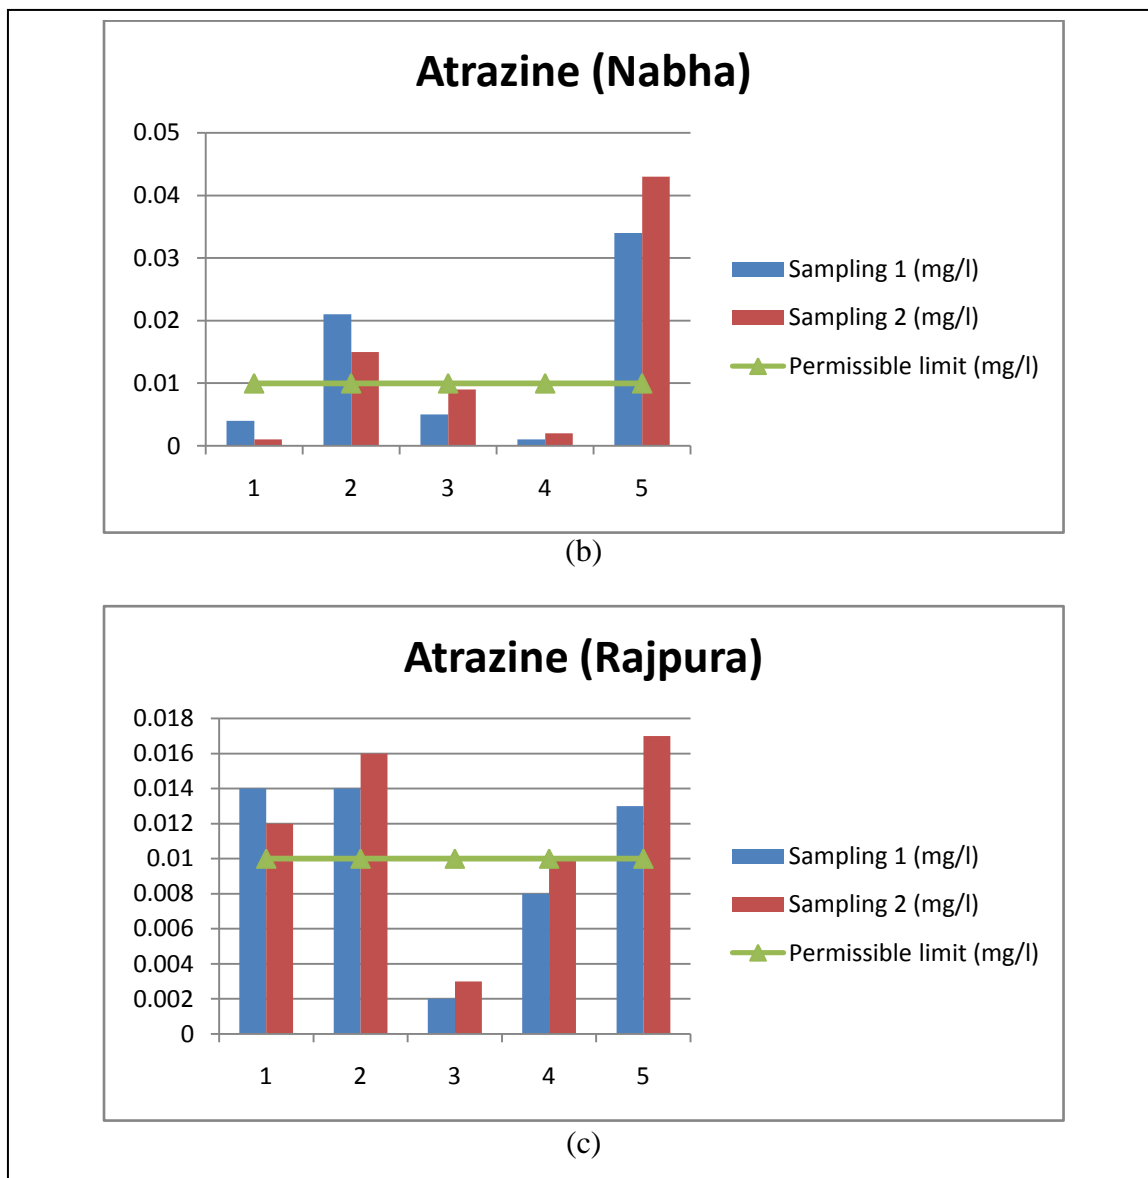 Atrazine (Nabha)
0.05
0.04
0.03
0.02
0.01
0
1 2 3 4 5
Sampling 1 (mg/l)
Sampling 2 (mg/l)
Permissible limit (mg/l)
(b)
Atrazine (Rajpura)
0.018
0.016
0.014
0.012
0.01
0.008
0.006
0.004
0.002
0
1 2 3 4 5
Sampling 1 (mg/l)
Sampling 2 (mg/l)
Permissible limit (mg/l)
(c)